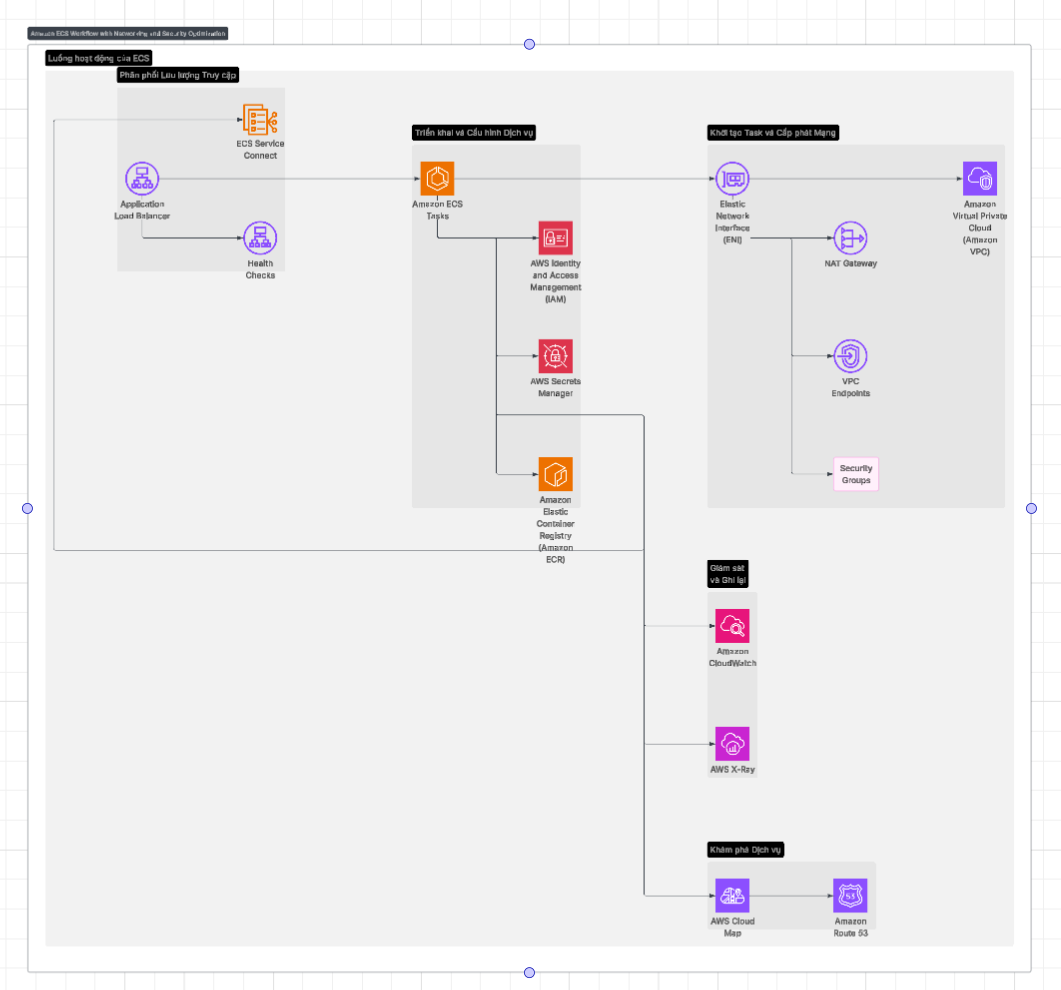 Amazon ECS Workflow with Networking and Security Optimization
Luồng hoạt động của ECS
Phân phối Lưu lượng Truy cập
ECS Service
Connect
Application
Load Balancer
Health
Checks
Triển khai và Cấu hình Dịch vụ
Amazon ECS
Tasks
AWS Identity
and Access
Management
(IAM)
AWS Secrets
Manager
Amazon
Elastic
Container
Registry
(Amazon
ECR)
Khởi tạo Task và Cấp phát Mạng
Elastic
Network
Interface
(ENI)
Amazon
Virtual Private
Cloud
(Amazon
VPC)
NAT Gateway
VPC
Endpoints
Security
Groups
Giám sát
và Ghi lại
Amazon
CloudWatch
AWS X-Ray
Khám phá Dịch vụ
AWS Cloud
Map
53
Amazon
Route 53